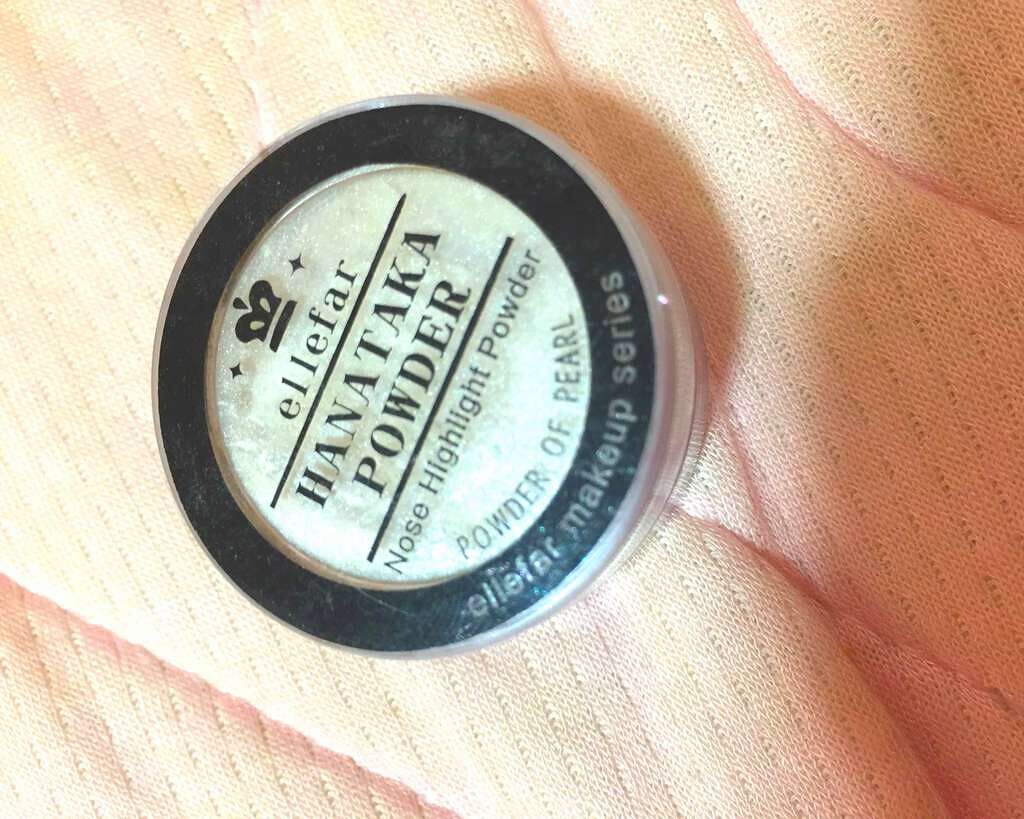 ellefar
HANATAKA
POWDER
Nose Highlight Powder
POWDER OF PEARL
ellefar makeup series